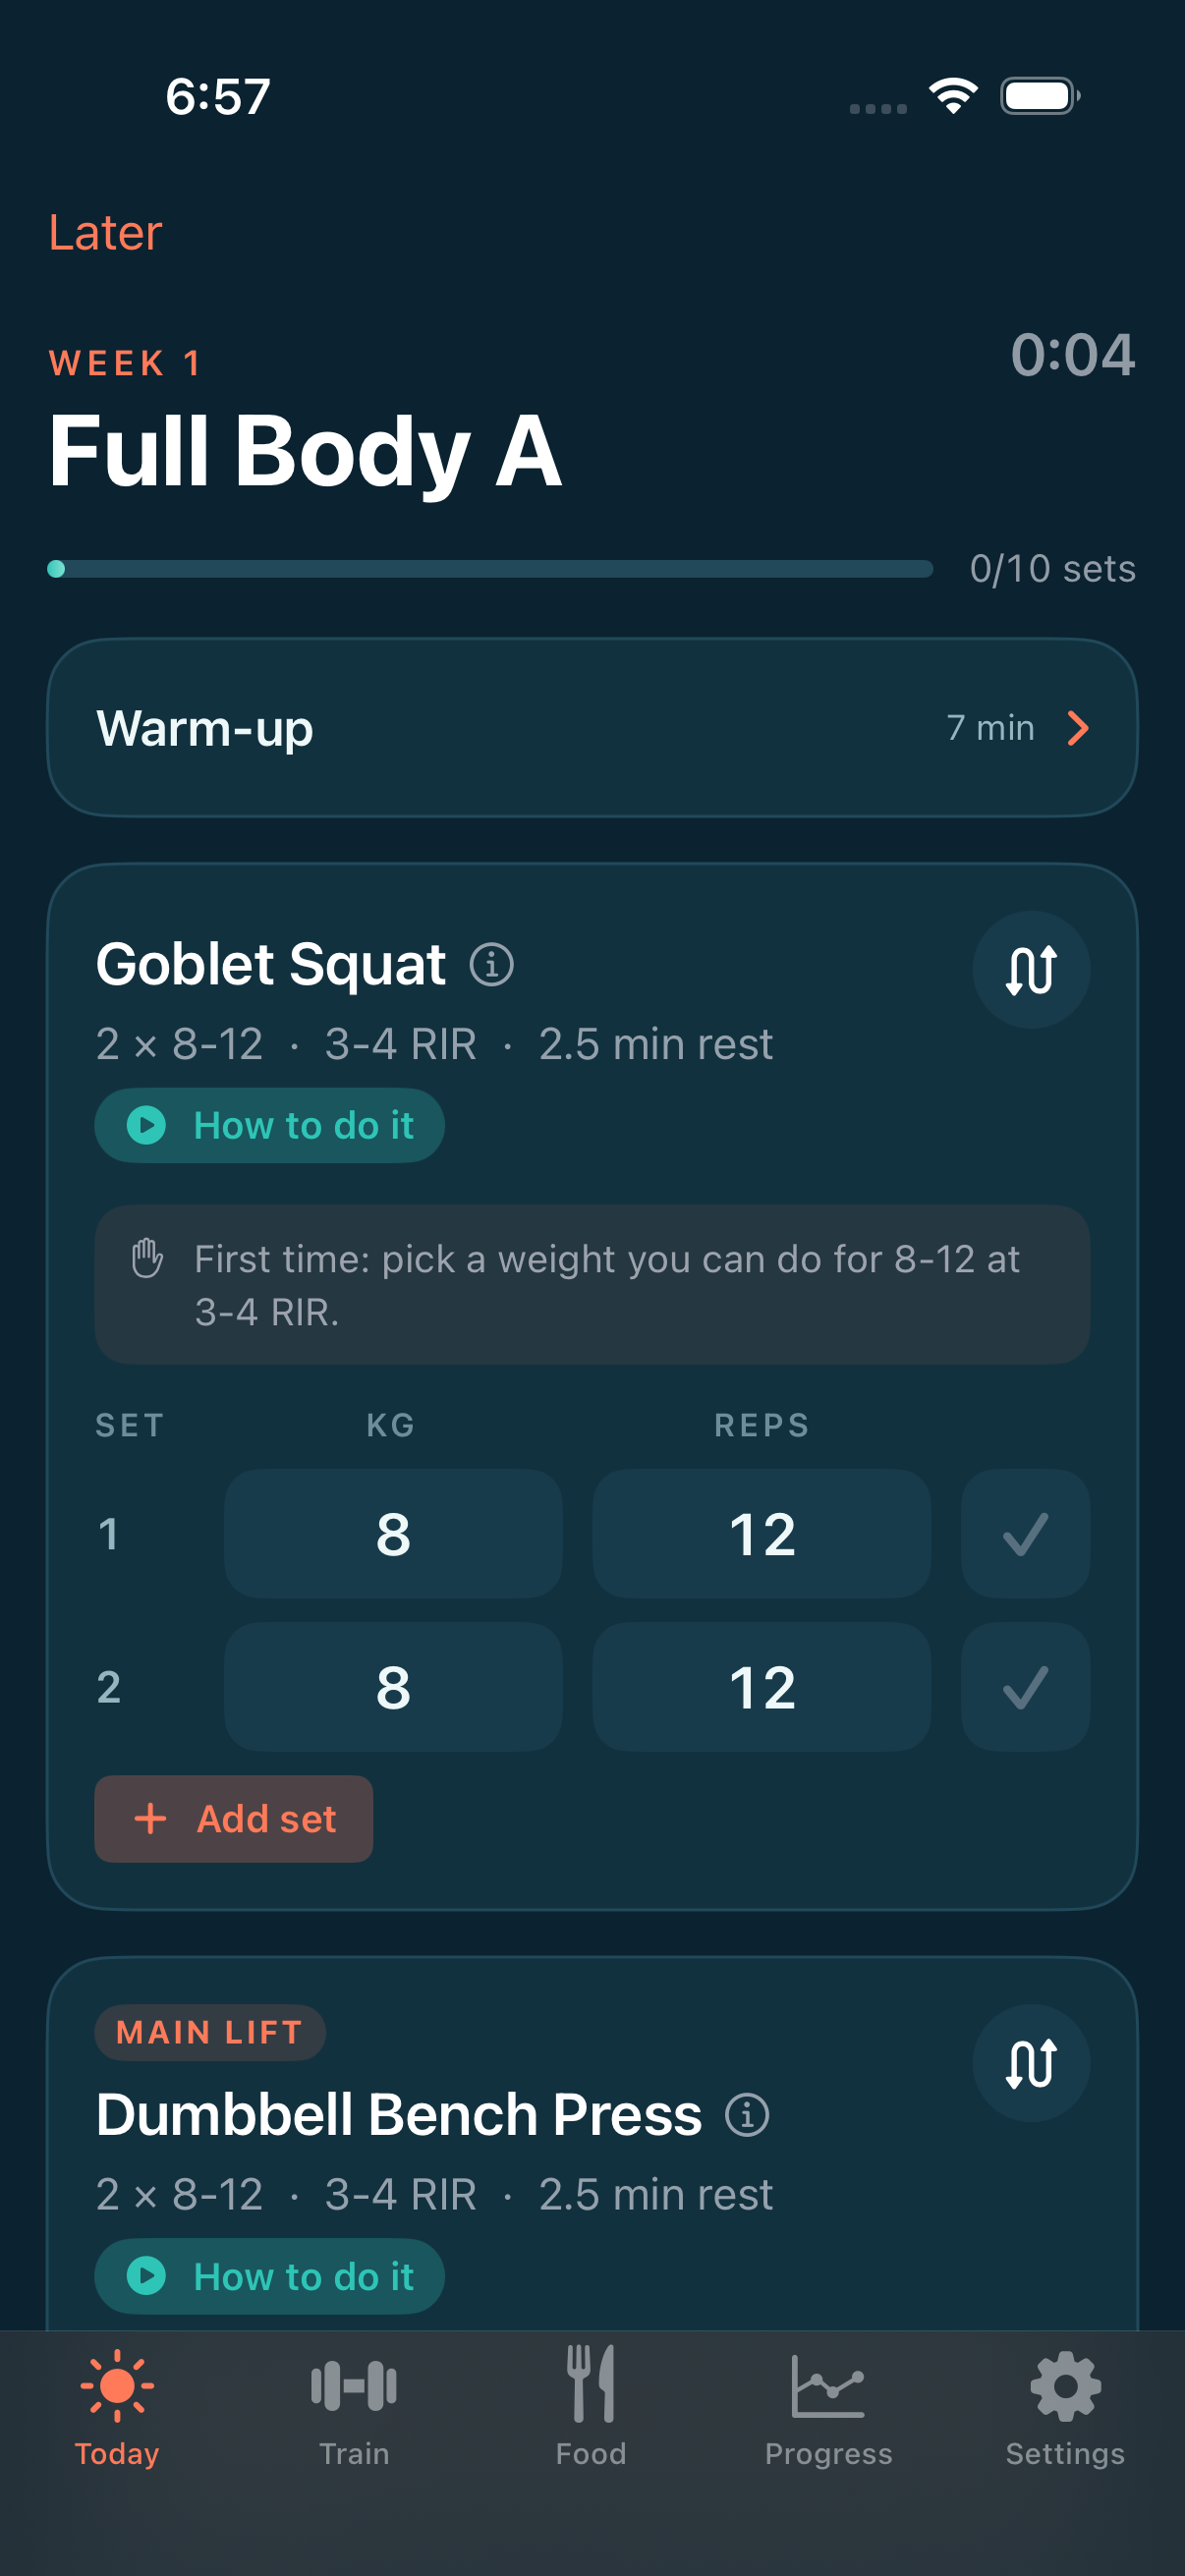 6:57
Later
WEEK 1
0:04
Full Body A
0/10 sets
Warm-up
7 min
Goblet Squat
2 × 8-12 · 3-4 RIR · 2.5 min rest
How to do it
First time: pick a weight you can do for 8-12 at
3-4 RIR.
SET KG REPS
1 8 12
2 8 12
+ Add set
MAIN LIFT
Dumbbell Bench Press
2 × 8-12 · 3-4 RIR · 2.5 min rest
How to do it
Today Train Food Progress Settings